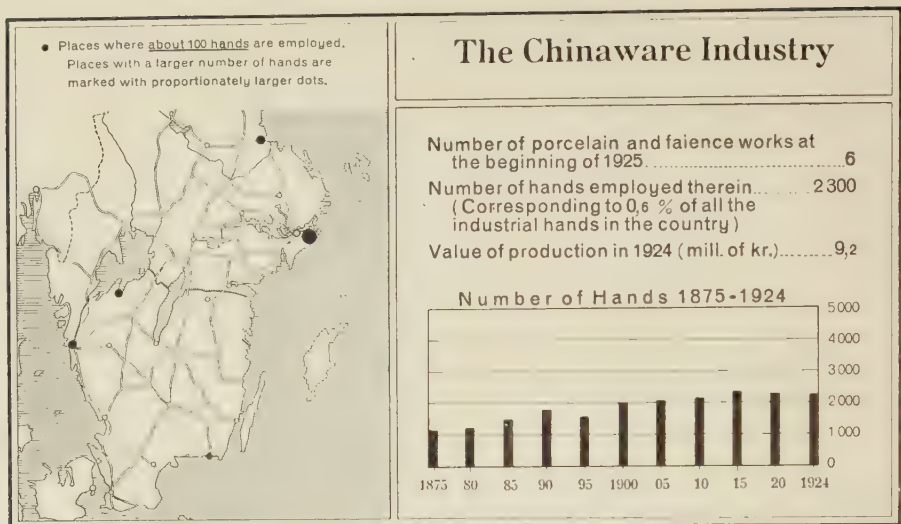 ● Places where about 100 hands are employed.
Places with a larger number of hands are
marked with proportionately larger dots.
The Chinaware Industry
Number of porcelain and faience works at
the beginning of 1925..............................6
Number of hands employed therein..........2300
(Corresponding to 0,6 % of all the
industrial hands in the country)
Value of production in 1924 (mill. of kr.).........9,2
Number of Hands 1875-1924
5000
4000
3000
2000
1000
0
1875 80 85 90 95 1900 05 10 15 20 1924